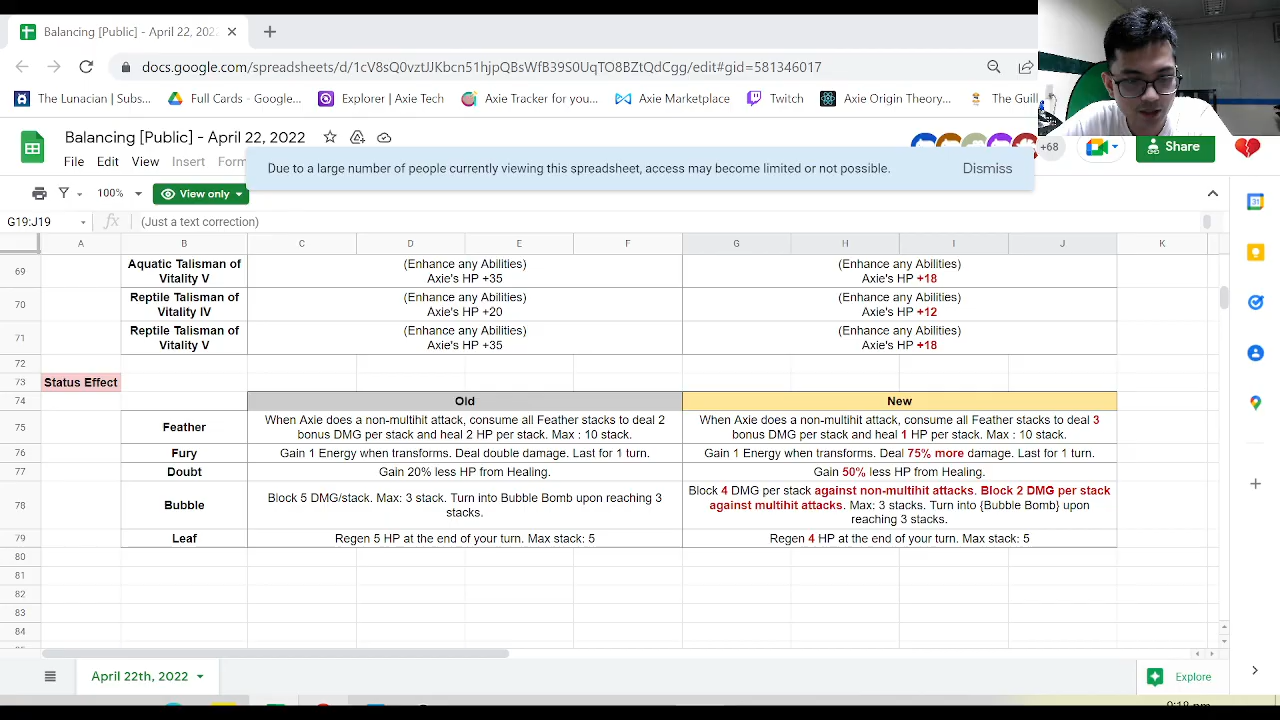 Balancing [Public] - April 22, 202
docs.google.com/spreadsheets/d/1cV8sQ0vztJJKbcn51hjpQB3WfB39S0UqTO8BZtQdCgg/edit#gid=581346017
The Lunacian | Subs...
Full Cards - Google...
Explorer | Axie Tech
Axie Tracker for you...
Axie Marketplace
Twitch
Axie Origin Theory...
The Guil
Balancing [Public] - April 22, 2022
+68
Share
File Edit View Insert Form
Due to a large number of people currently viewing this spreadsheet, access may become limited or not possible.
Dismiss
100%
View only
G19:J19
fx
(Just a text correction)
A B C D E F G H I J K
69
Aquatic Talisman of
Vitality V
(Enhance any Abilities)
Axie's HP +35
(Enhance any Abilities)
Axie's HP +18
70
Reptile Talisman of
Vitality IV
(Enhance any Abilities)
Axie's HP +20
(Enhance any Abilities)
Axie's HP +12
71
Reptile Talisman of
Vitality V
(Enhance any Abilities)
Axie's HP +35
(Enhance any Abilities)
Axie's HP +18
72
73
Status Effect
74
Old
New
75
Feather
When Axie does a non-multihit attack, consume all Feather stacks to deal 2
bonus DMG per stack and heal 2 HP per stack. Max : 10 stack.
When Axie does a non-multihit attack, consume all Feather stacks to deal 3
bonus DMG per stack and heal 1 HP per stack. Max : 10 stack.
76
Fury
Gain 1 Energy when transforms. Deal double damage. Last for 1 turn.
Gain 1 Energy when transforms. Deal 75% more damage. Last for 1 turn.
77
Doubt
Gain 20% less HP from Healing.
Gain 50% less HP from Healing.
78
Bubble
Block 5 DMG/stack. Max: 3 stack. Turn into Bubble Bomb upon reaching 3
stacks.
Block 4 DMG per stack against non-multihit attacks. Block 2 DMG per stack
against multihit attacks. Max: 3 stacks. Turn into {Bubble Bomb} upon
reaching 3 stacks.
79
Leaf
Regen 5 HP at the end of your turn. Max stack: 5
Regen 4 HP at the end of your turn. Max stack: 5
80
81
82
83
84
April 22th, 2022
Explore